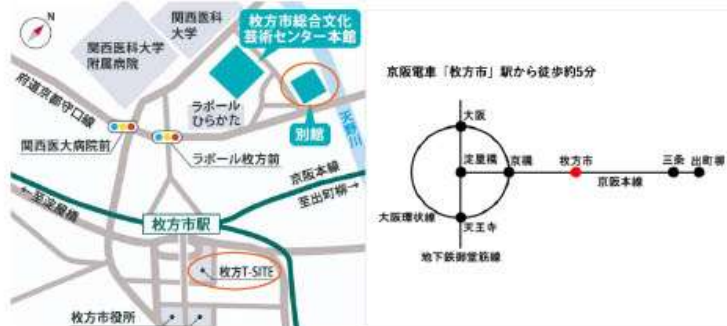 N
関西医科
大学
枚方市総合文化
芸術センター本館
関西医科大学
附属病院
府道京都守口線
ラポール
ひらかた
別館
天野川
関西医大病院前
ラポール枚方前
京阪本線
至出町柳→
←至淀屋橋
枚方市駅
枚方T-SITE
枚方市役所
京阪電車「枚方市」駅から徒歩約5分
大阪
淀屋橋
京橋
枚方市
三条
出町柳
京阪本線
大阪環状線
天王寺
地下鉄御堂筋線